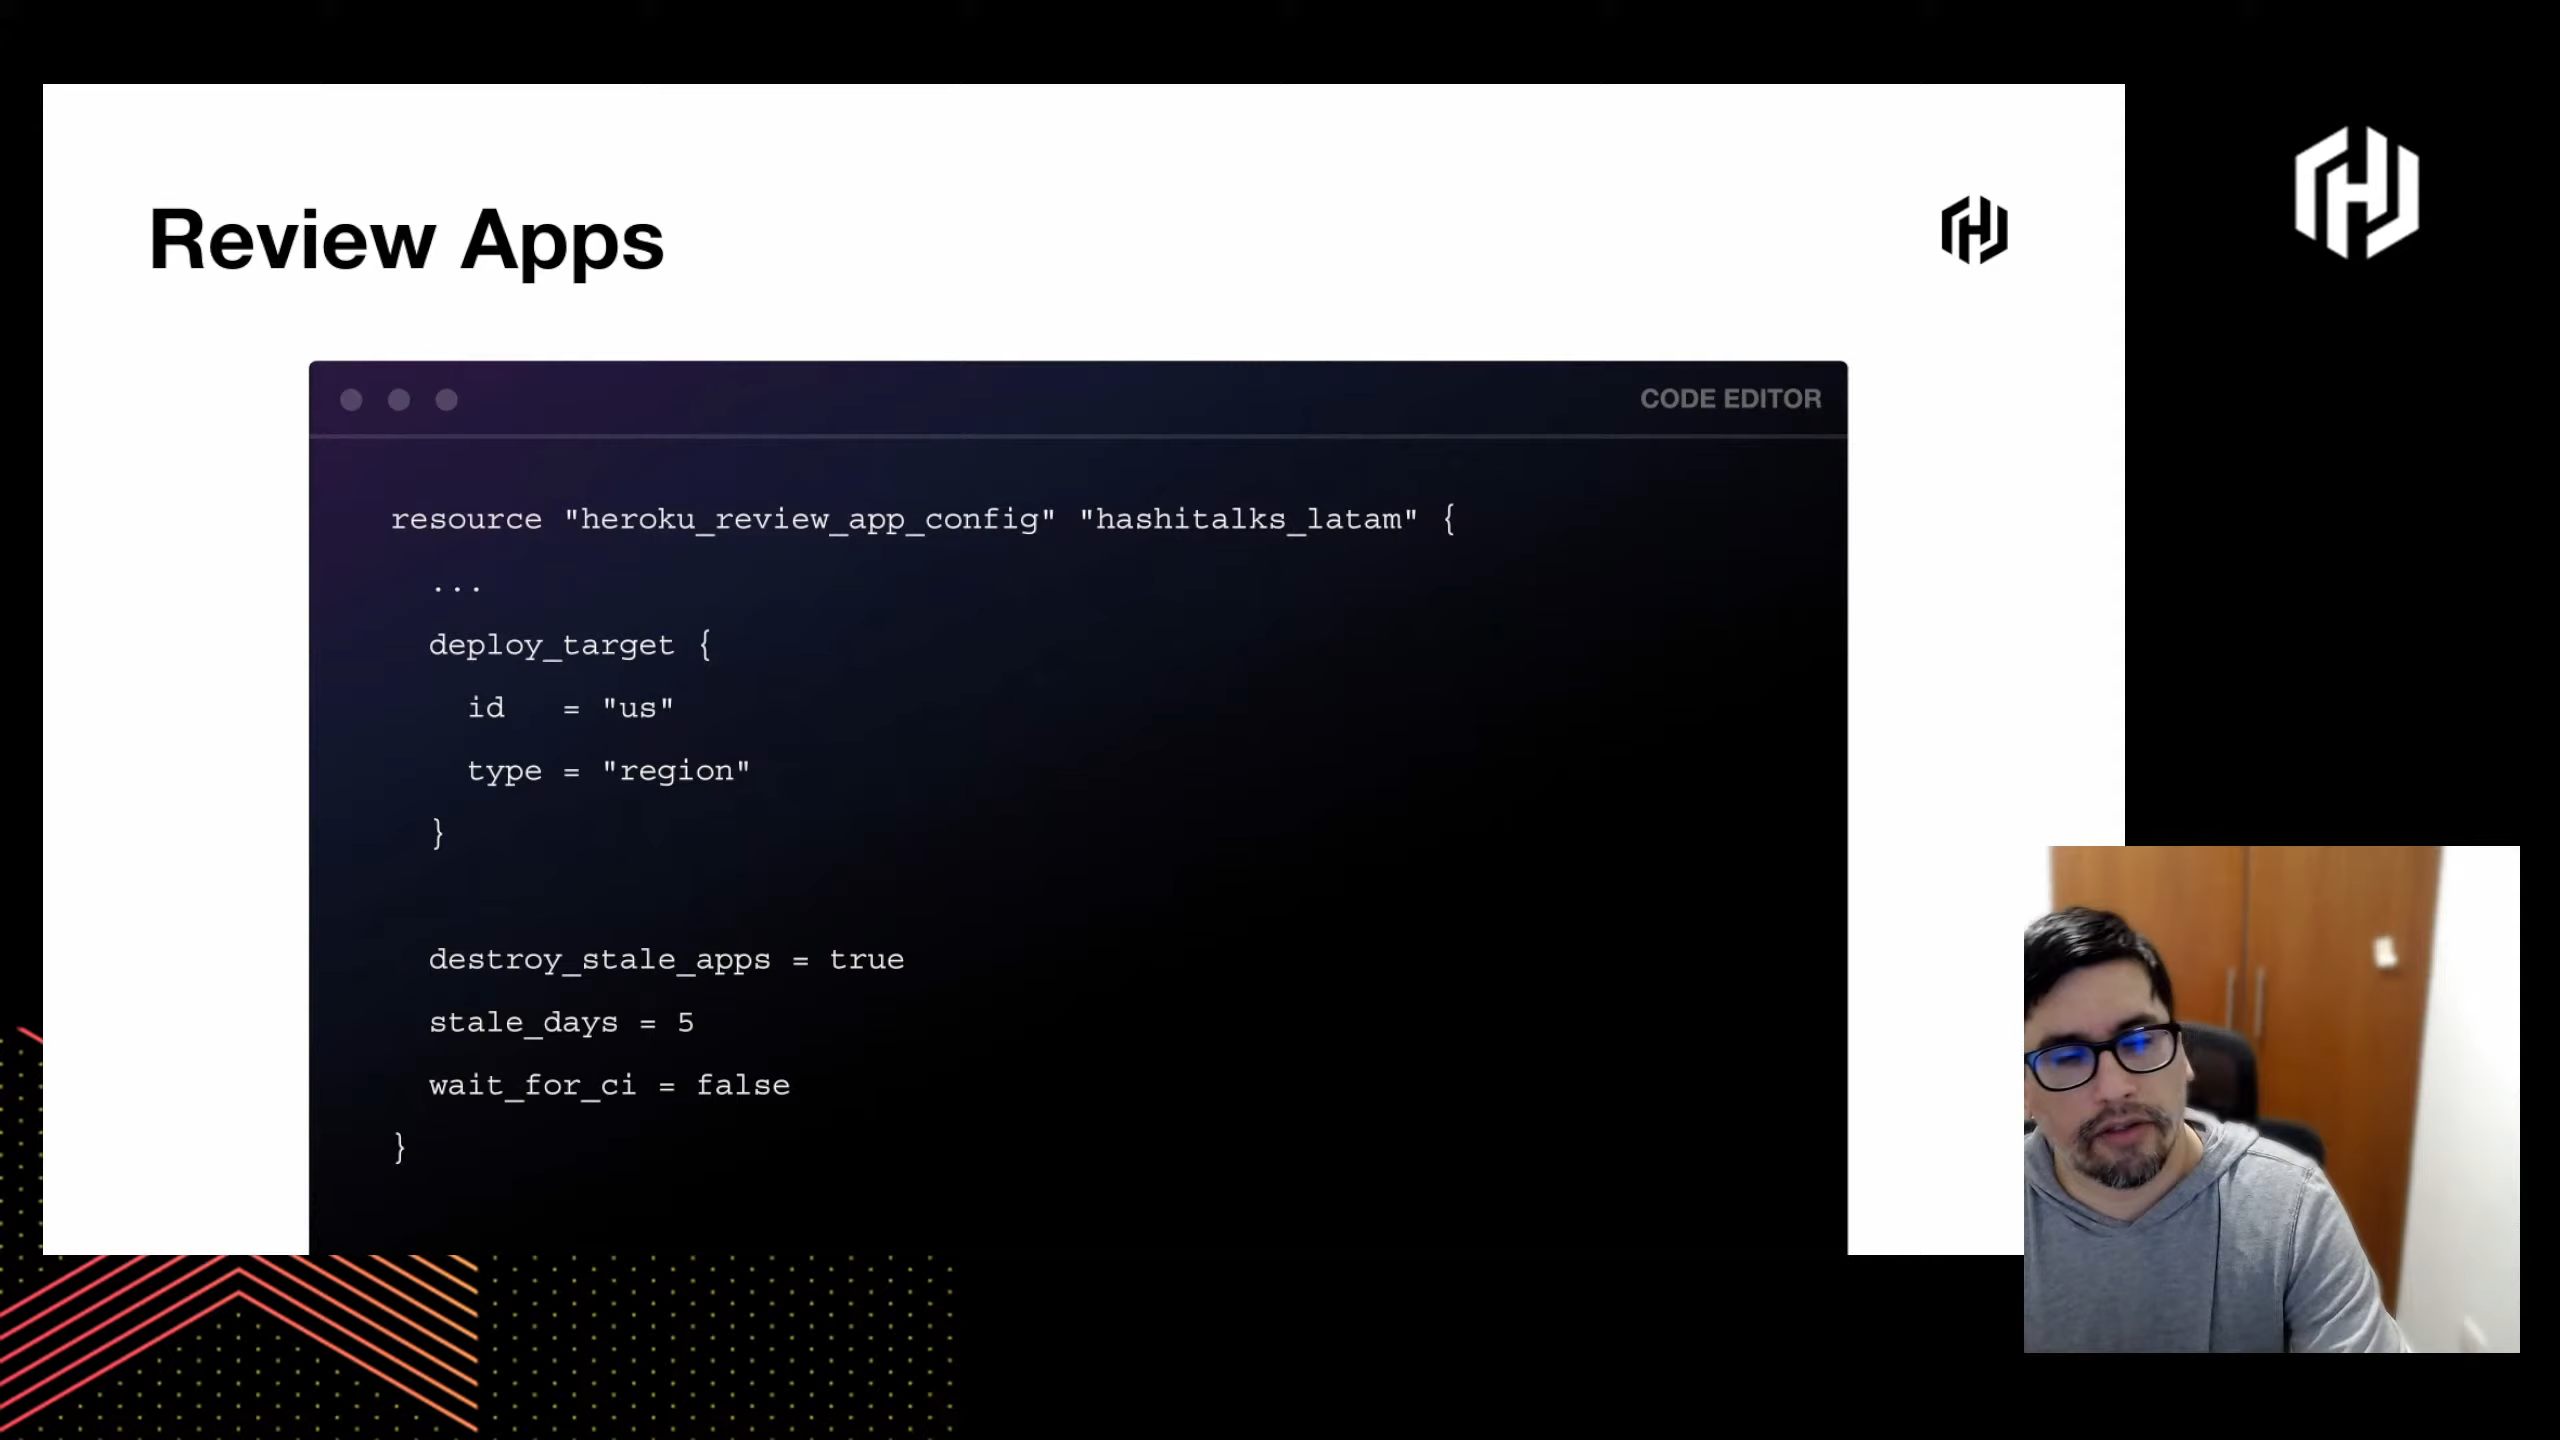 Review Apps
CODE EDITOR
resource "heroku_review_app_config" "hashitalks_latam" {
...
deploy_target {
id = "us"
type = "region"
}
destroy_stale_apps = true
stale_days = 5
wait_for_ci = false
}